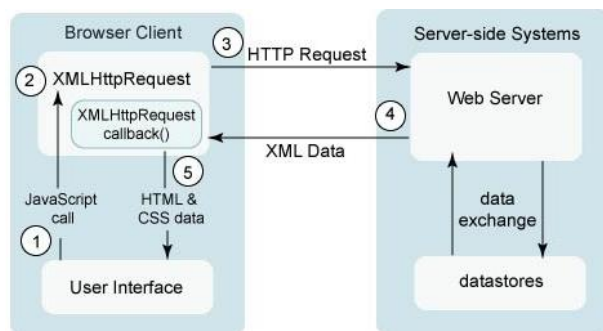 Browser Client
Server-side Systems
3
HTTP Request
2
XMLHttpRequest
Web Server
XMLHttpRequest
callback()
4
XML Data
5
JavaScript
call
HTML &
CSS data
data
exchange
1
User Interface
datastores